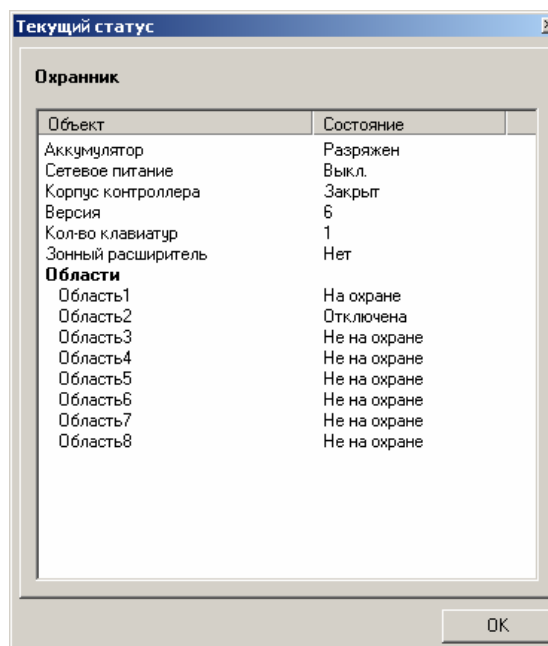 Текущий статус
Охранник
Объект Состояние
Аккумулятор Разряжен
Сетевое питание Выкл.
Корпус контроллера Закрыт
Версия 6
Кол-во клавиатур 1
Зонный расширитель Нет
Области
Область1 На охране
Область2 Отключена
Область3 Не на охране
Область4 Не на охране
Область5 Не на охране
Область6 Не на охране
Область7 Не на охране
Область8 Не на охране
OK